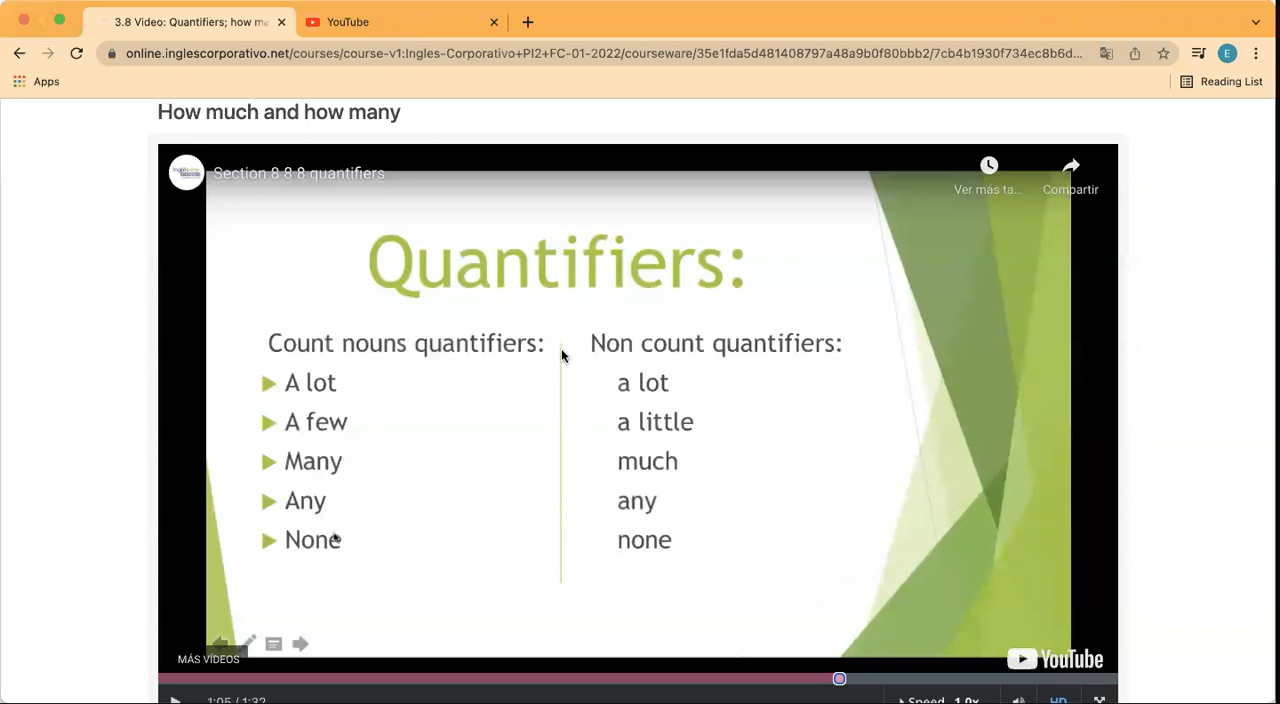 3.8 Video: Quantifiers; how ma
YouTube
online.inglescorporativo.net/courses/course-v1:Ingles-Corporativo+PI2+FC-01-2022/courseware/35e1fda5d481408797a48a9b0f80bbb2/7cb4b1930f734ec8b6d...
E
Apps
Reading List
How much and how many
Section 8 8 8 quantifiers
Ver más ta...
Compartir
Quantifiers:
Count nouns quantifiers:
A lot
A few
Many
Any
None
Non count quantifiers:
a lot
a little
much
any
none
MÁS VÍDEOS
YouTube
1:05 / 1:32
Speed 1.0x
HD